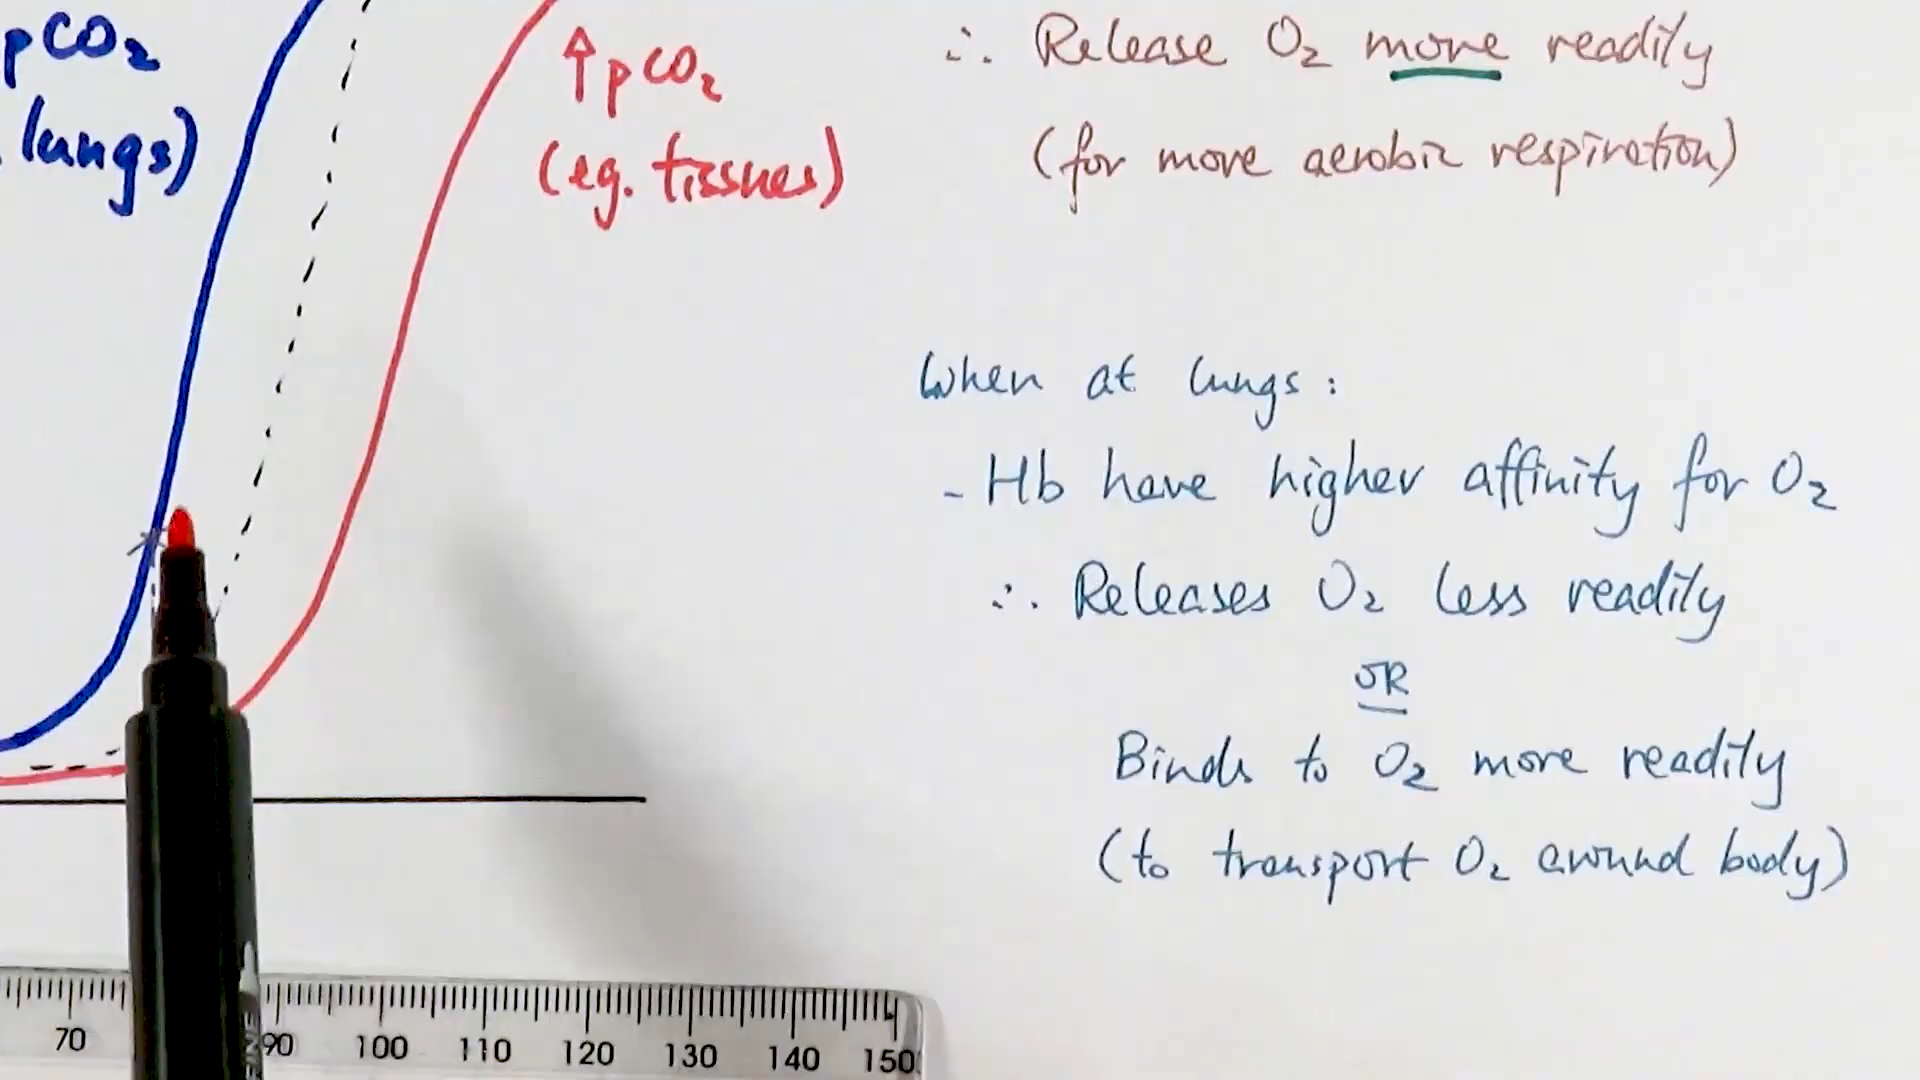 pCO₂
lungs)
↑pCO₂
(eg. tissues)
∴ Release O₂ more readily
(for more aerobic respiration)
When at lungs:
- Hb have higher affinity for O₂
∴ Releases O₂ less readily
OR
Binds to O₂ more readily
(to transport O₂ around body)
70 90 100 110 120 130 140 150